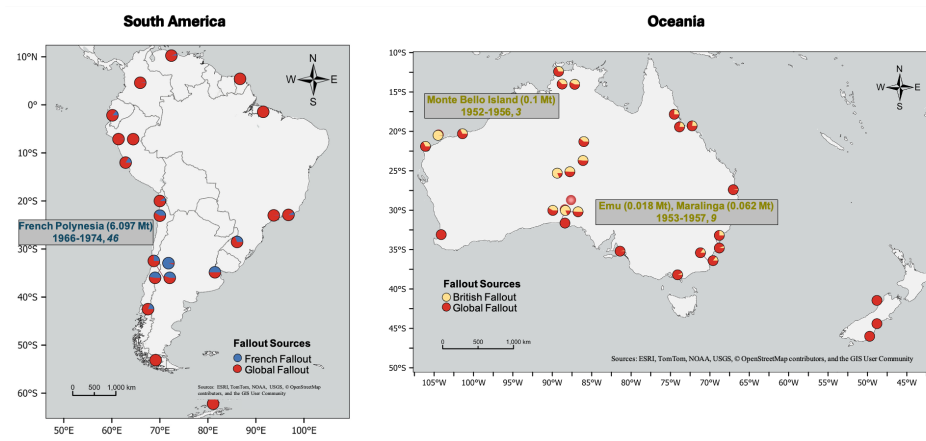 South America
Oceania
N
W E
S
10°N
0°
10°S
20°S
30°S
40°S
50°S
60°S
French Polynesia (6.097 Mt)
1966-1974, 46
Fallout Sources
French Fallout
Global Fallout
0 500 1,000 km
Sources: ESRI, TomTom, NOAA, USGS, © OpenStreetMap
contributors, and the GIS User Community
50°E 60°E 70°E 80°E 90°E 100°E
10°S
15°S
20°S
25°S
30°S
35°S
40°S
45°S
50°S
N
W E
S
Monte Bello Island (0.1 Mt)
1952-1956, 3
Emu (0.018 Mt), Maralinga (0.062 Mt)
1953-1957, 9
Fallout Sources
British Fallout
Global Fallout
0 500 1,000 km
Sources: ESRI, TomTom, NOAA, USGS, © OpenStreetMap contributors, and the GIS User Community
105°W 100°W 95°W 90°W 85°W 80°W 75°W 70°W 65°W 60°W 55°W 50°W 45°W